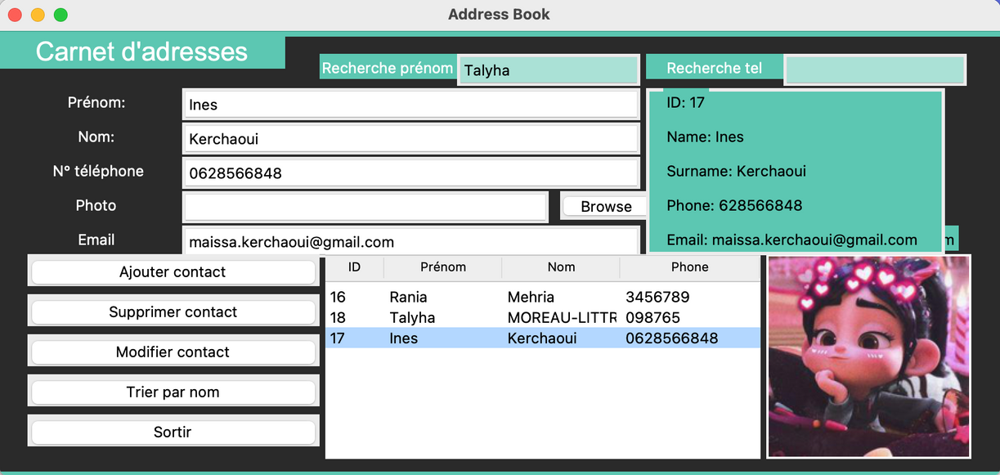 Address Book
Carnet d'adresses
Recherche prénom Talyha Recherche tel
Prénom: Ines ID: 17
Nom: Kerchaoui Name: Ines
N° téléphone 0628566848 Surname: Kerchaoui
Photo Browse Phone: 628566848
Email maissa.kerchaoui@gmail.com Email: maissa.kerchaoui@gmail.com m
Ajouter contact ID Prénom Nom Phone
16 Rania Mehria 3456789
Supprimer contact 18 Talyha MOREAU-LITTR 098765
17 Ines Kerchaoui 0628566848
Modifier contact
Trier par nom
Sortir